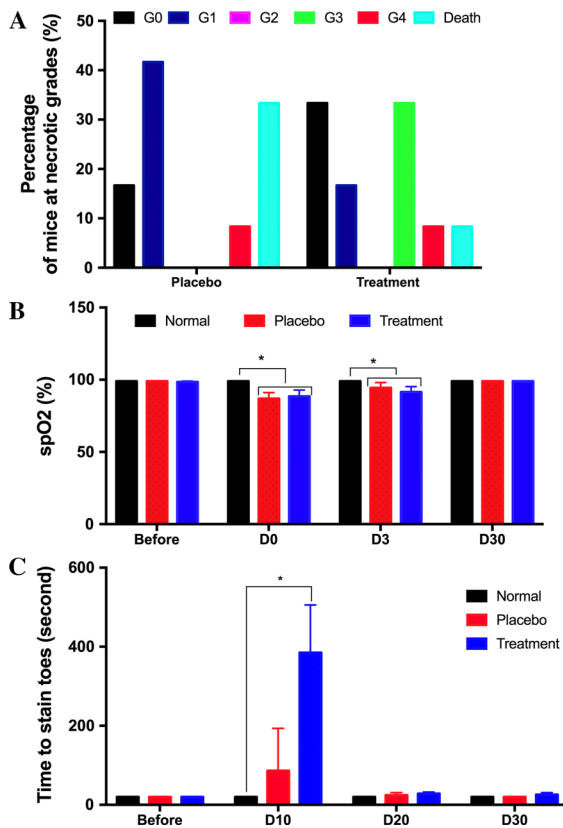 A
G0 G1 G2 G3 G4 Death
Percentage
of mice at necrotic grades (%)
50
40
30
20
10
0
Placebo Treatment
B
Normal Placebo Treatment
spO2 (%)
150
100
50
0
* *
Before D0 D3 D30
C
Normal
Placebo
Treatment
Time to stain toes (second)
600
400
200
0
*
Before D10 D20 D30